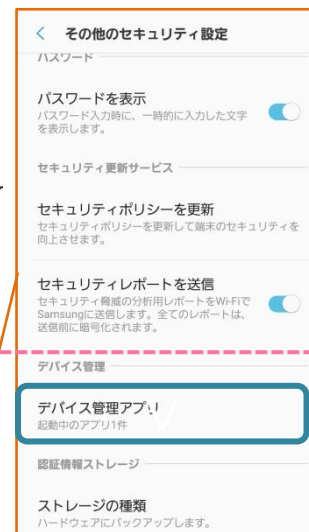 その他のセキュリティ設定
パスワード
パスワードを表示
パスワード入力時に、一時的に入力した文字
を表示します。
セキュリティ更新サービス
セキュリティポリシーを更新
セキュリティポリシーを更新して端末のセキュリティを
向上させます。
セキュリティレポートを送信
セキュリティ脅威の分析用レポートをWi-Fiで
Samsungに送信します。全てのレポートは、
送信前に暗号化されます。
デバイス管理
デバイス管理アプリ
起動中のアプリ1件
認証情報ストレージ
ストレージの種類
ハードウェアにバックアップします。